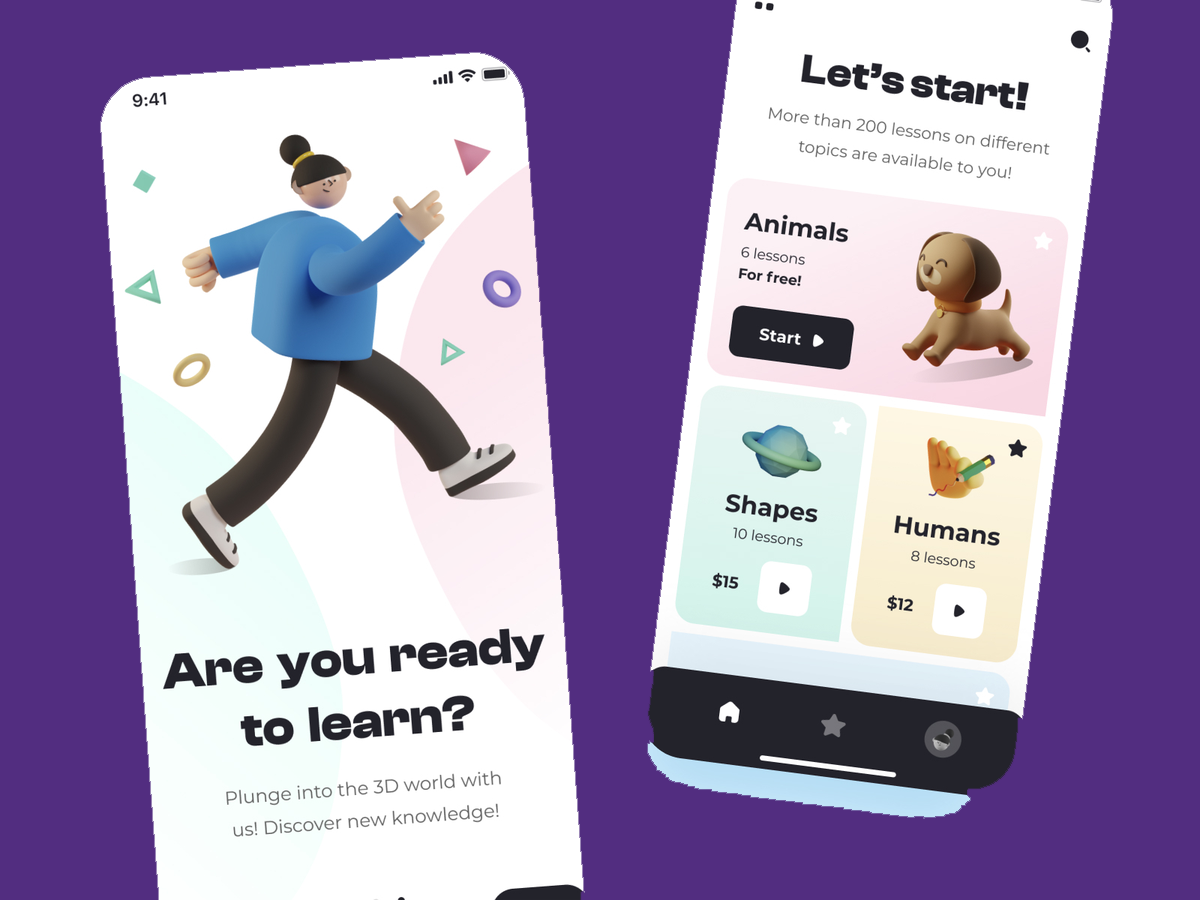 9:41
Are you ready
to learn?
Plunge into the 3D world with
us! Discover new knowledge!
Let's start!
More than 200 lessons on different
topics are available to you!
Animals
6 lessons
For free!
Start
Shapes
10 lessons
$15
Humans
8 lessons
$12